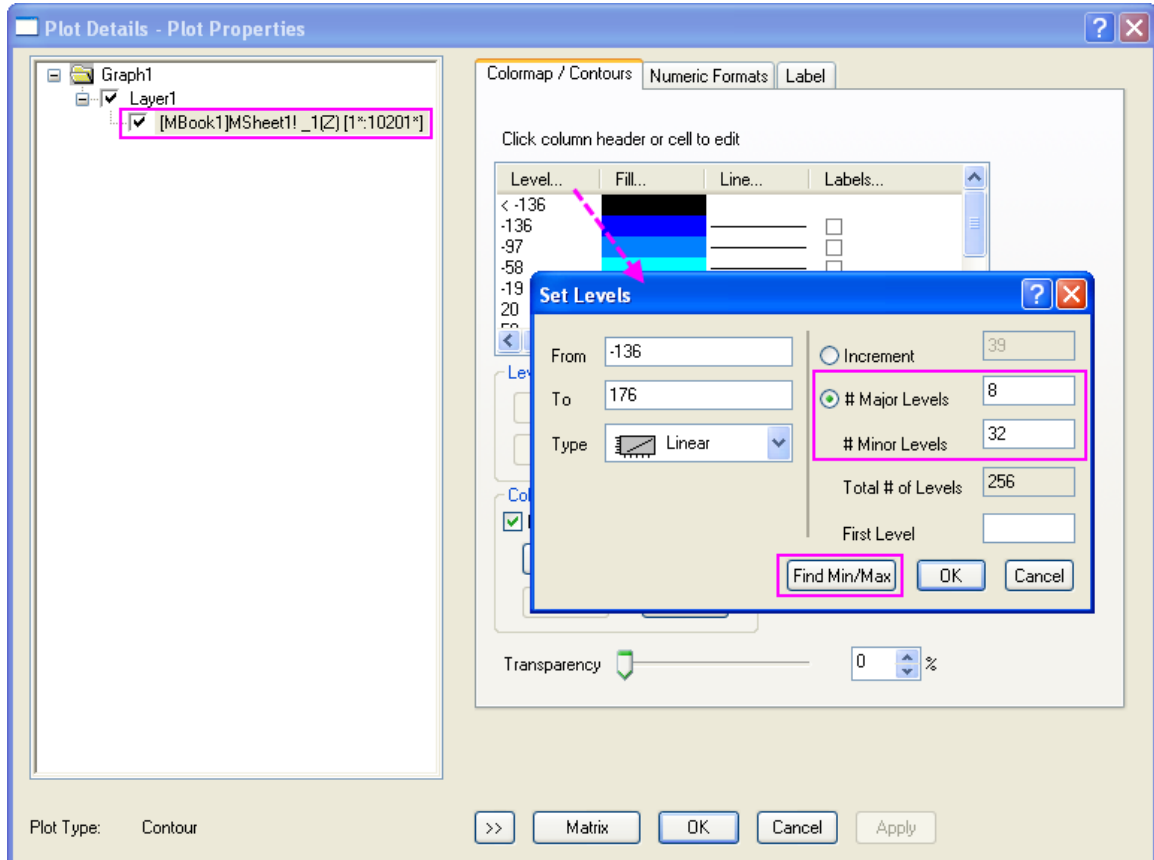 Plot Details - Plot Properties
Graph1
Layer1
[MBook1]MSheet1! _1(Z) [1*:10201*]
Colormap / Contours Numeric Formats Label
Click column header or cell to edit
Level... Fill... Line... Labels...
< -136
-136
-97
-58
-19
20
Set Levels
From -136
To 176
Type Linear
Increment 39
# Major Levels 8
# Minor Levels 32
Total # of Levels 256
First Level
Find Min/Max OK Cancel
Transparency 0 %
Plot Type: Contour
>> Matrix OK Cancel Apply